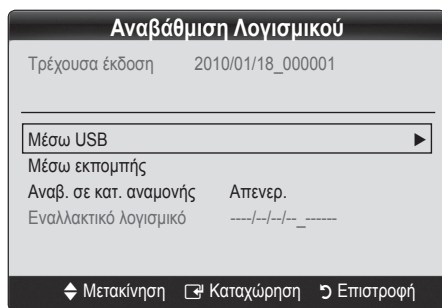 Αναβάθμιση Λογισμικού
Τρέχουσα έκδοση 2010/01/18_000001
Μέσω USB ▶
Μέσω εκπομπής
Αναβ. σε κατ. αναμονής Απενερ.
Εναλλακτικό λογισμικό ----/--/--/--_------
Μετακίνηση Καταχώρηση Επιστροφή